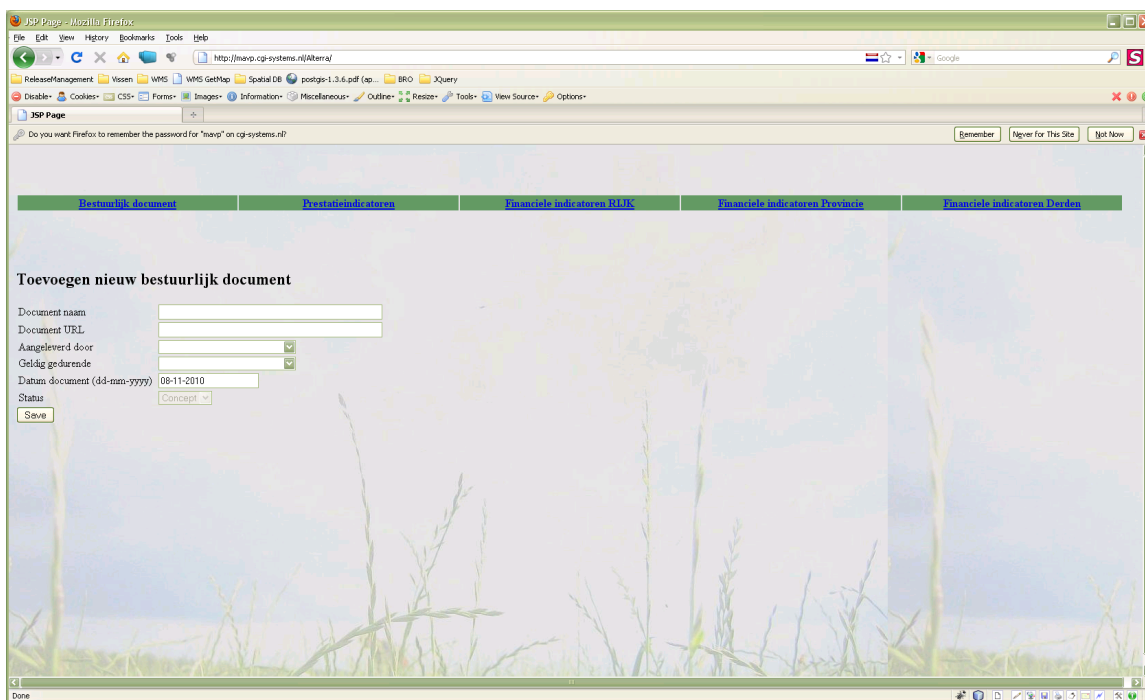 JSP Page - Mozilla Firefox
File Edit View History Bookmarks Tools Help
http://mavp.cgi-systems.nl/Alterra/ Google
ReleaseManagement Vissen WMS WMS GetMap Spatial DB postgis-1.3.6.pdf (ap... BRO JQuery
Disable Cookies CSS Forms Images Information Miscellaneous Outline Resize Tools View Source Options
JSP Page
Do you want Firefox to remember the password for "mavp" on cgi-systems.nl? Remember Never for This Site Not Now
Bestuurlijk document Prestatieindicatoren Financiele indicatoren RIJK Financiele indicatoren Provincie Financiele indicatoren Derden
Toevoegen nieuw bestuurlijk document
Document naam
Document URL
Aangeleverd door
Geldig gedurende
Datum document (dd-mm-yyyy) 08-11-2010
Status Concept
Save
Done